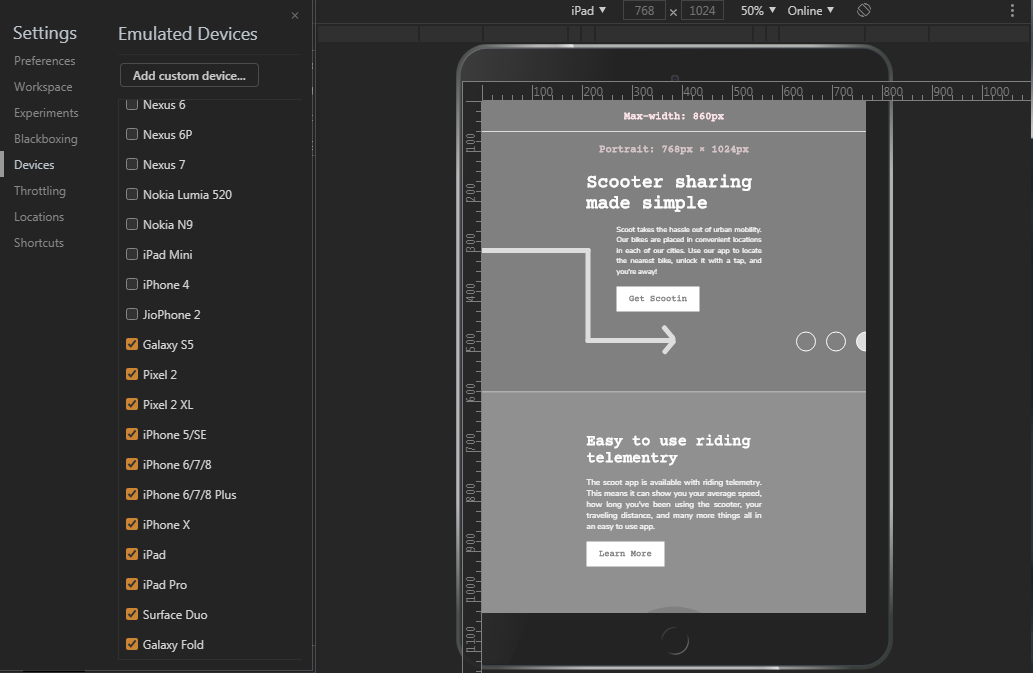 iPad ▼ 768 × 1024 50% ▼ Online ▼
Settings
Preferences
Workspace
Experiments
Blackboxing
Devices
Throttling
Locations
Shortcuts
Emulated Devices
Add custom device...
Nexus 6
Nexus 6P
Nexus 7
Nokia Lumia 520
Nokia N9
iPad Mini
iPhone 4
JioPhone 2
Galaxy S5
Pixel 2
Pixel 2 XL
iPhone 5/SE
iPhone 6/7/8
iPhone 6/7/8 Plus
iPhone X
iPad
iPad Pro
Surface Duo
Galaxy Fold
100 200 300 400 500 600 700 800 900 1000
100
200
300
400
500
600
700
800
900
1000
1100
Max-width: 860px
Portrait: 768px × 1024px
Scooter sharing
made simple
Scoot takes the hassle out of urban mobility.
Our bikes are placed in convenient locations
in each of our cities. Use our app to locate
the nearest bike, unlock it with a tap, and
you're away!
Get Scootin
Easy to use riding
telementry
The scoot app is available with riding telemetry.
This means it can show you your average speed,
how long you've been using the scooter, your
traveling distance, and many more things all in
an easy to use app.
Learn More